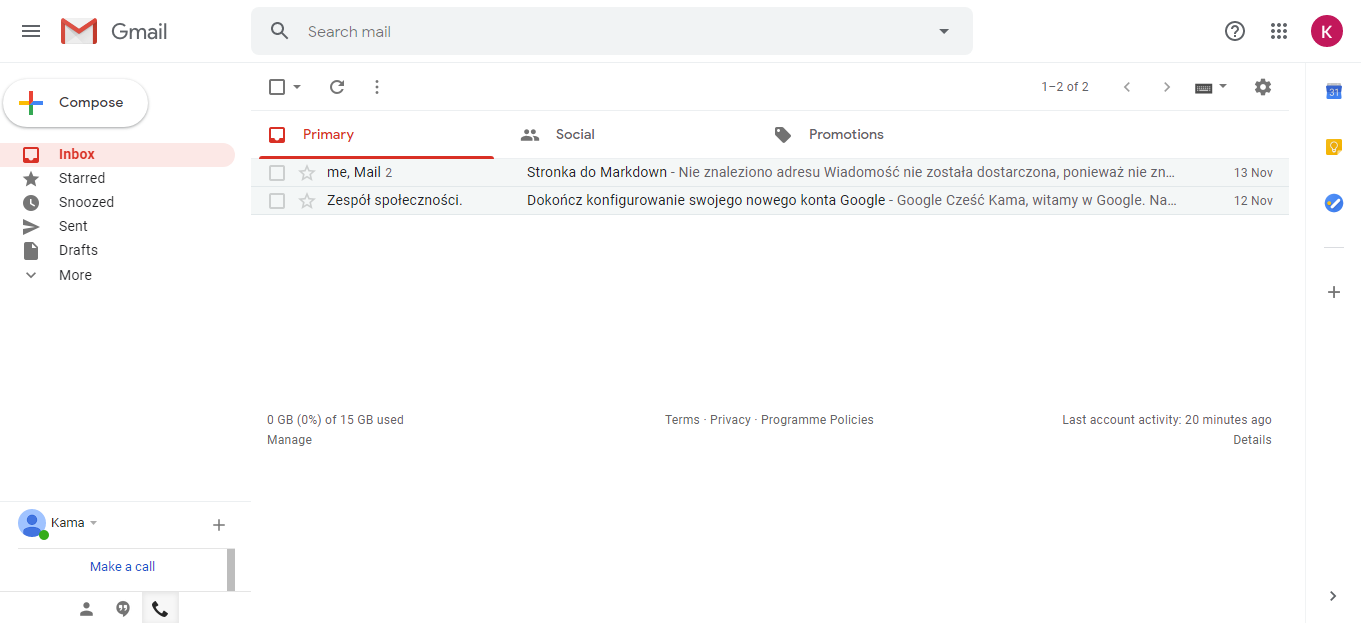 Gmail
Search mail
K
Compose
1–2 of 2
31
Primary
Social
Promotions
Inbox
Starred
Snoozed
Sent
Drafts
More
me, Mail 2 Stronka do Markdown - Nie znaleziono adresu Wiadomość nie została dostarczona, ponieważ nie zn… 13 Nov
Zespół społeczności. Dokończ konfigurowanie swojego nowego konta Google - Google Cześć Kama, witamy w Google. Na… 12 Nov
0 GB (0%) of 15 GB used
Manage
Terms · Privacy · Programme Policies
Last account activity: 20 minutes ago
Details
Kama
Make a call